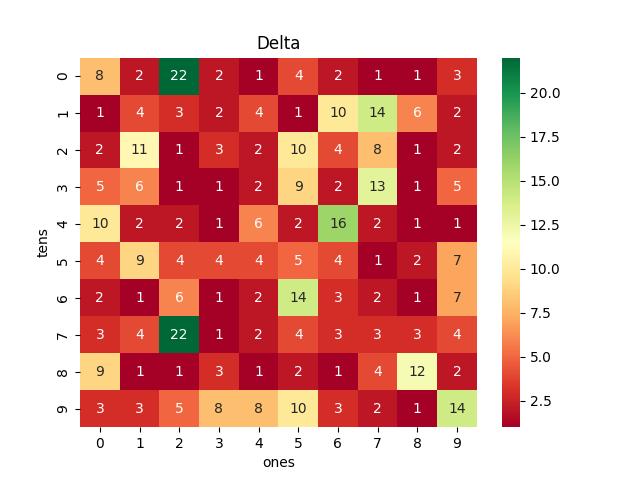 Delta
0 8 2 22 2 1 4 2 1 1 3
1 1 4 3 2 4 1 10 14 6 2
2 2 11 1 3 2 10 4 8 1 2
3 5 6 1 1 2 9 2 13 1 5
4 10 2 2 1 6 2 16 2 1 1
5 4 9 4 4 4 5 4 1 2 7
6 2 1 6 1 2 14 3 2 1 7
7 3 4 22 1 2 4 3 3 3 4
8 9 1 1 3 1 2 1 4 12 2
9 3 3 5 8 8 10 3 2 1 14
0 1 2 3 4 5 6 7 8 9
ones
tens
20.0
17.5
15.0
12.5
10.0
7.5
5.0
2.5